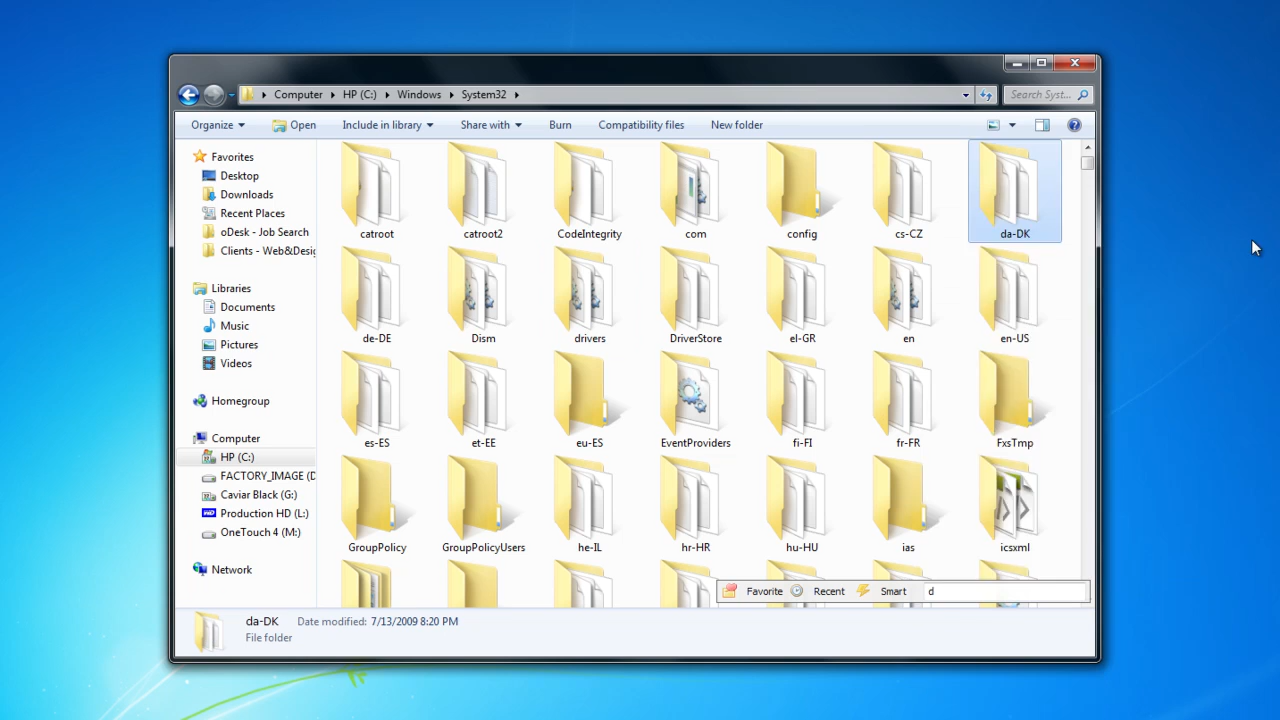 Computer HP (C:) Windows System32
Search Syst...
Organize Open Include in library Share with Burn Compatibility files New folder
Favorites
Desktop
Downloads
Recent Places
oDesk - Job Search
Clients - Web&Desig
Libraries
Documents
Music
Pictures
Videos
Homegroup
Computer
HP (C:)
FACTORY_IMAGE (D
Caviar Black (G:)
Production HD (L:)
OneTouch 4 (M:)
Network
catroot catroot2 CodeIntegrity com config cs-CZ da-DK
de-DE Dism drivers DriverStore el-GR en en-US
es-ES et-EE eu-ES EventProviders fi-FI fr-FR FxsTmp
GroupPolicy GroupPolicyUsers he-IL hr-HR hu-HU ias icsxml
Favorite Recent Smart d
da-DK Date modified: 7/13/2009 8:20 PM
File folder